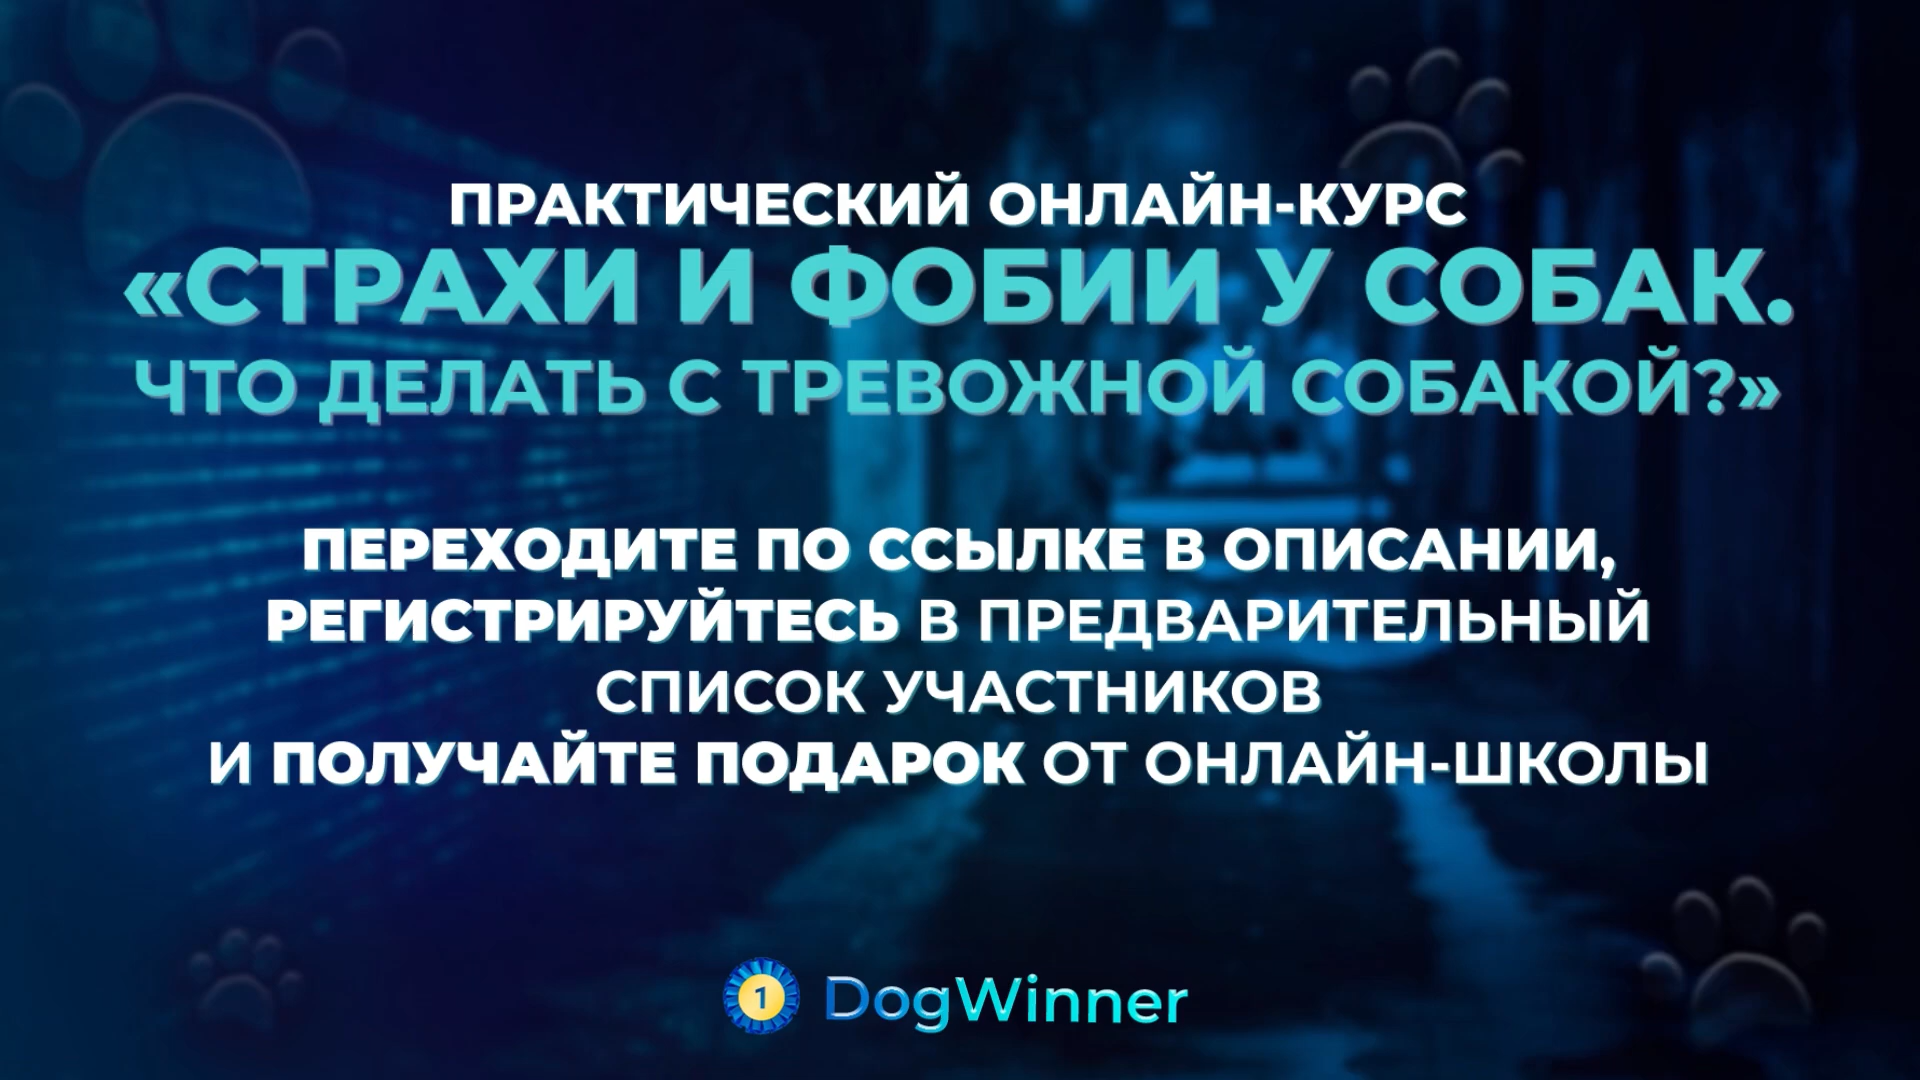 ПРАКТИЧЕСКИЙ ОНЛАЙН-КУРС
«СТРАХИ И ФОБИИ У СОБАК.
ЧТО ДЕЛАТЬ С ТРЕВОЖНОЙ СОБАКОЙ?»
ПЕРЕХОДИТЕ ПО ССЫЛКЕ В ОПИСАНИИ,
РЕГИСТРИРУЙТЕСЬ В ПРЕДВАРИТЕЛЬНЫЙ
СПИСОК УЧАСТНИКОВ
И ПОЛУЧАЙТЕ ПОДАРОК ОТ ОНЛАЙН-ШКОЛЫ
1 DogWinner